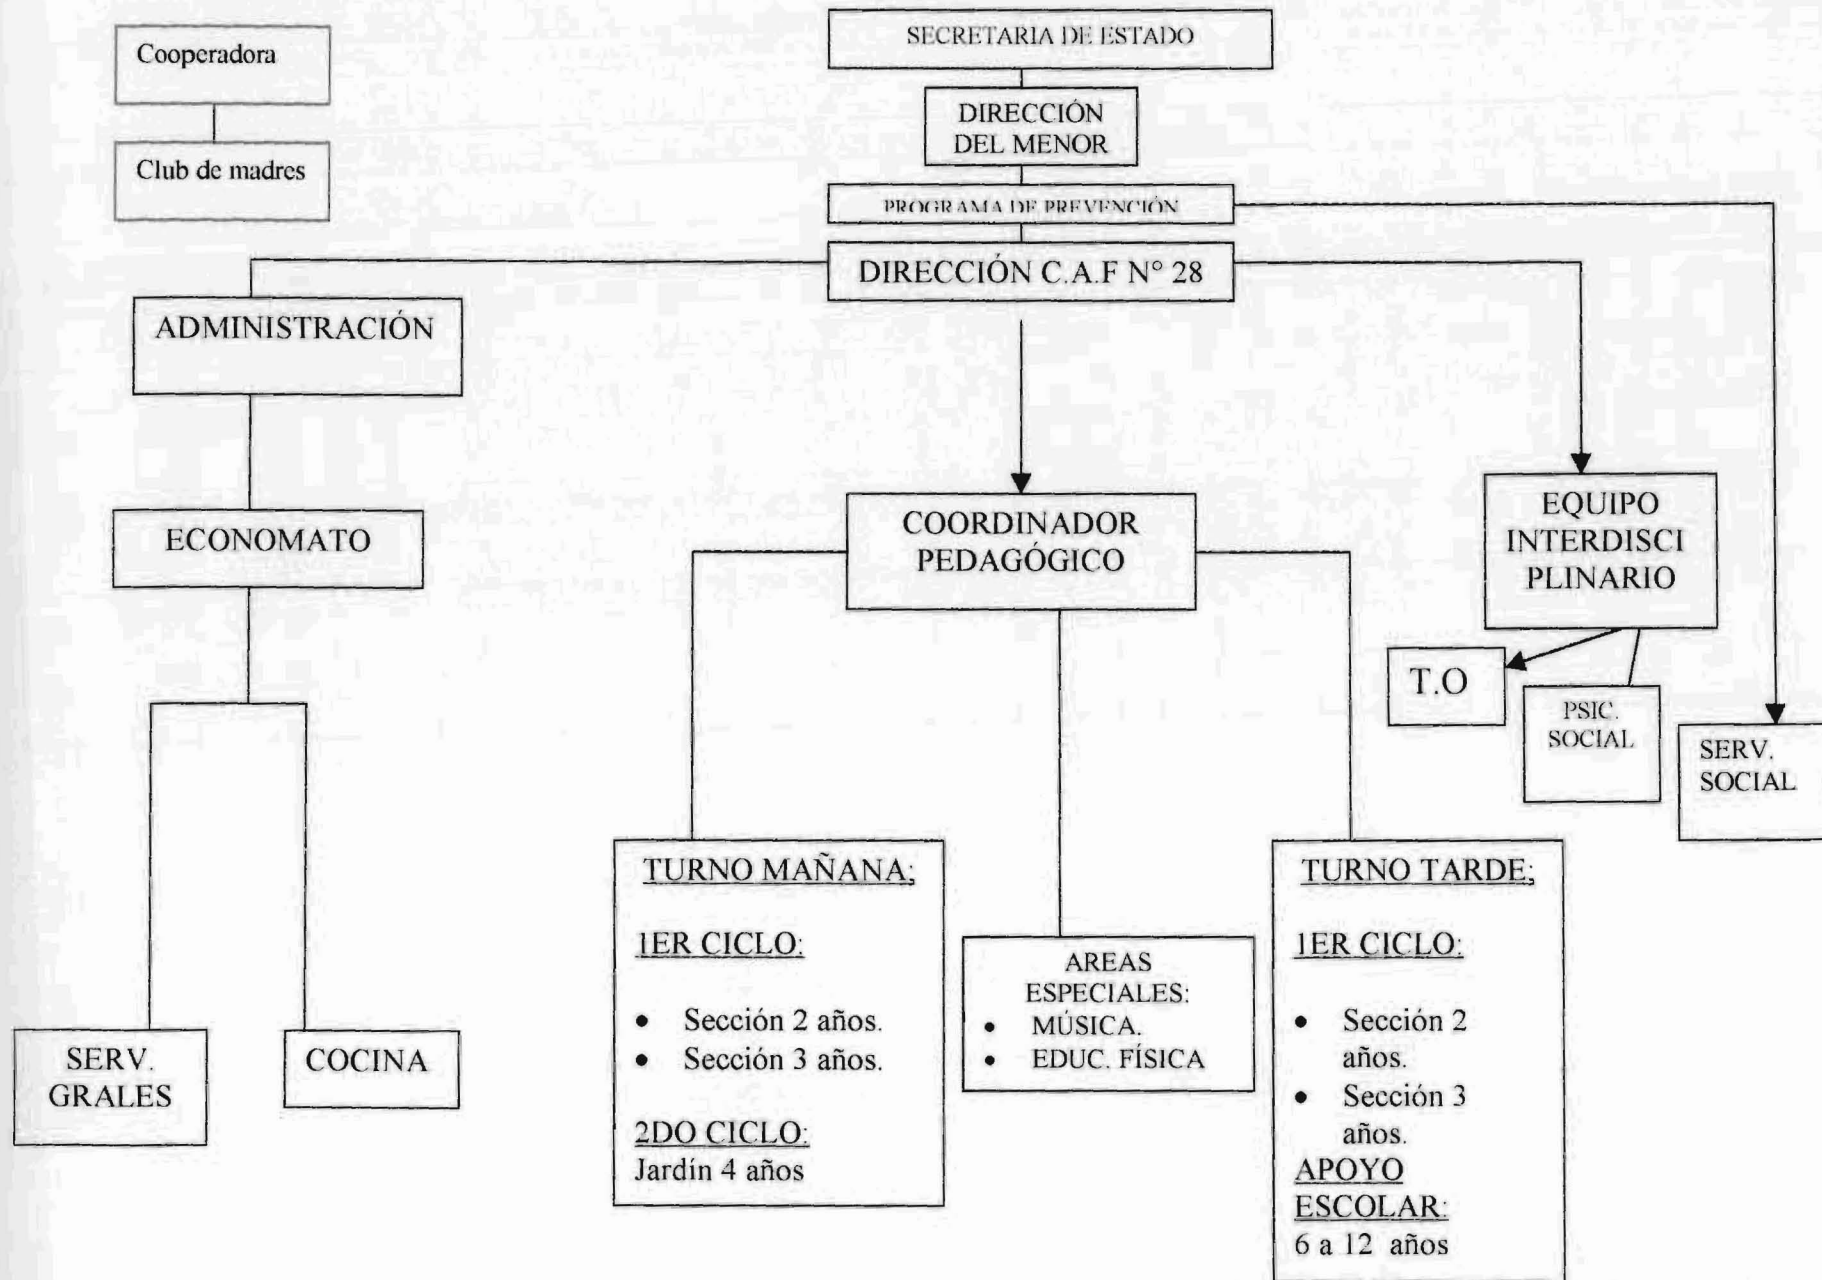 Cooperadora
Club de madres
SECRETARIA DE ESTADO
DIRECCIÓN
DEL MENOR
PROGRAMA DE PREVENCIÓN
DIRECCIÓN C.A.F N° 28
ADMINISTRACIÓN
ECONOMATO
SERV.
GRALES
COCINA
COORDINADOR
PEDAGÓGICO
TURNO MAÑANA;
1ER CICLO:
• Sección 2 años.
• Sección 3 años.
2DO CICLO:
Jardín 4 años
AREAS
ESPECIALES:
• MÚSICA.
• EDUC. FÍSICA
TURNO TARDE;
1ER CICLO:
• Sección 2
años.
• Sección 3
años.
APOYO
ESCOLAR:
6 a 12 años
EQUIPO
INTERDISCI
PLINARIO
T.O
PSIC.
SOCIAL
SERV.
SOCIAL